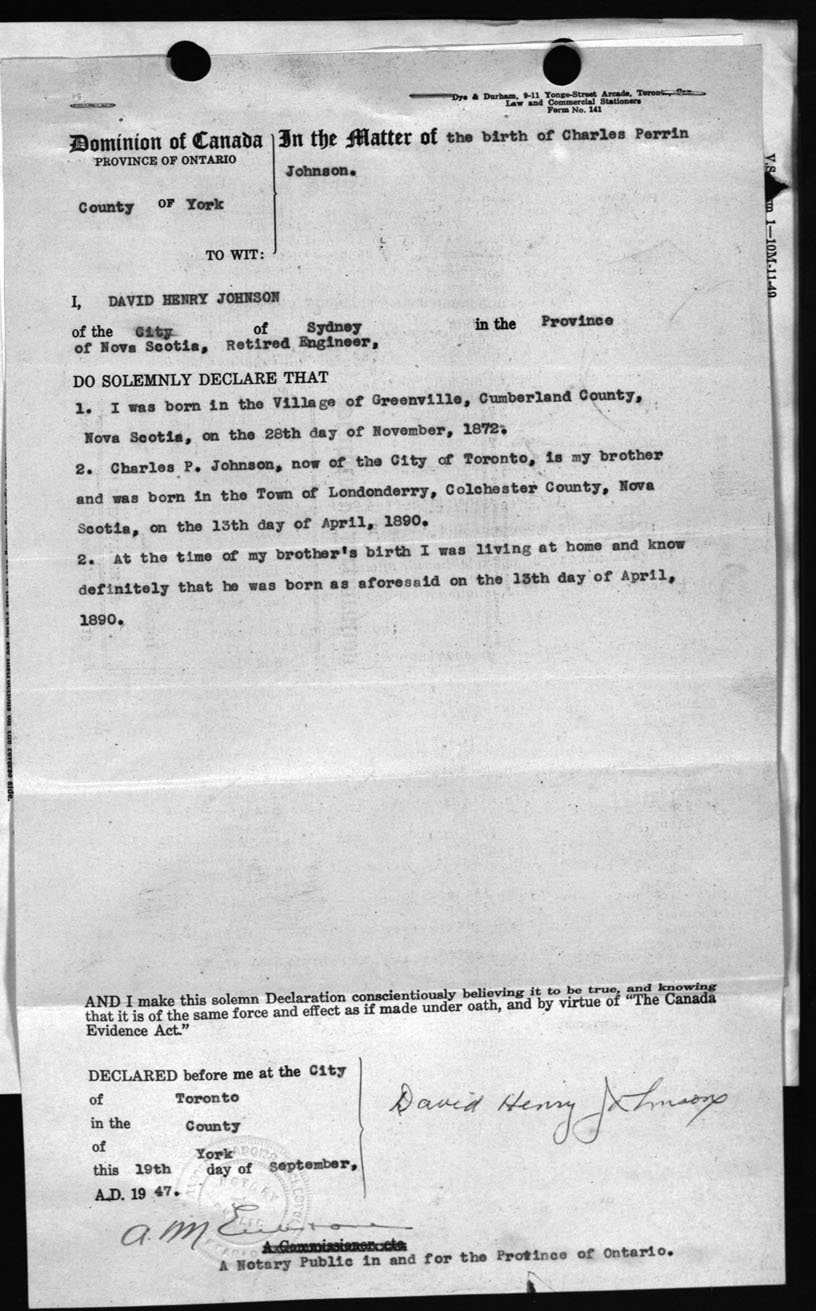 Dye & Durham, 9-11 Yonge-Street Arcade, Toronto, Can.
Law and Commercial Stationers
Form No. 141
Dominion of Canada
PROVINCE OF ONTARIO
County OF York
TO WIT:
In the Matter of the birth of Charles Perrin
Johnson.
V.S. 1—10M.11-49
I, DAVID HENRY JOHNSON
of the City of Sydney in the Province
of Nova Scotia, Retired Engineer,
DO SOLEMNLY DECLARE THAT
1. I was born in the Village of Greenville, Cumberland County,
Nova Scotia, on the 28th day of November, 1872.
2. Charles P. Johnson, now of the City of Toronto, is my brother
and was born in the Town of Londonderry, Colchester County, Nova
Scotia, on the 13th day of April, 1890.
2. At the time of my brother's birth I was living at home and know
definitely that he was born as aforesaid on the 13th day of April,
1890.
AND I make this solemn Declaration conscientiously believing it to be true, and knowing
that it is of the same force and effect as if made under oath, and by virtue of "The Canada
Evidence Act."
DECLARED before me at the City
of Toronto
in the County
of York
this 19th day of September,
A.D. 19 47.
David Henry Johnson
NOTARY
A. M.
A Commissioner etc
A Notary Public in and for the Province of Ontario.